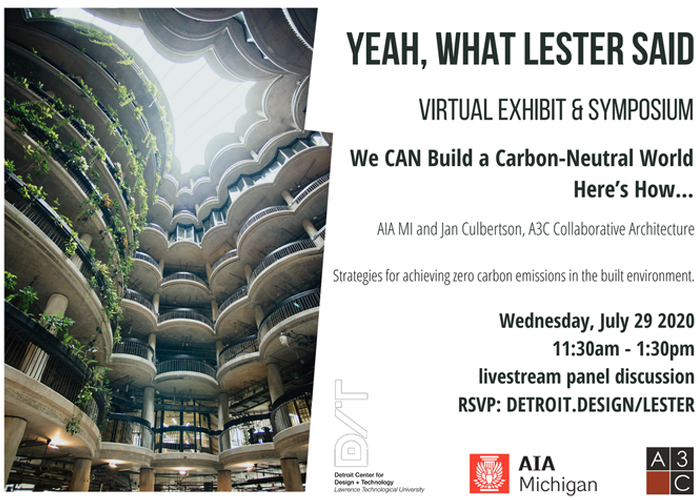 YEAH, WHAT LESTER SAID
VIRTUAL EXHIBIT & SYMPOSIUM
We CAN Build a Carbon-Neutral World
Here's How...
AIA MI and Jan Culbertson, A3C Collaborative Architecture
Strategies for achieving zero carbon emissions in the built environment.
Wednesday, July 29 2020
11:30am - 1:30pm
livestream panel discussion
RSVP: DETROIT.DESIGN/LESTER
D/T
Detroit Center for
Design + Technology
Lawrence Technological University
AIA
Michigan
A 3
C